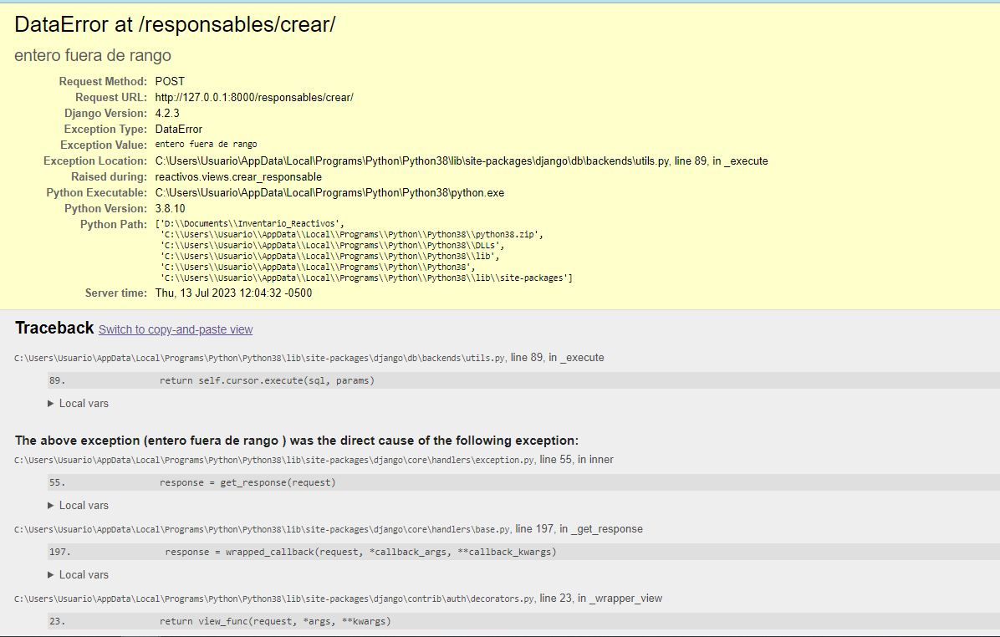 DataError at /responsables/crear/
entero fuera de rango
Request Method: POST
Request URL: http://127.0.0.1:8000/responsables/crear/
Django Version: 4.2.3
Exception Type: DataError
Exception Value: entero fuera de rango
Exception Location: C:\Users\Usuario\AppData\Local\Programs\Python\Python38\lib\site-packages\django\db\backends\utils.py, line 89, in _execute
Raised during: reactivos.views.crear_responsable
Python Executable: C:\Users\Usuario\AppData\Local\Programs\Python\Python38\python.exe
Python Version: 3.8.10
Python Path: ['D:\\Documents\\Inventario_Reactivos',
'C:\\Users\\Usuario\\AppData\\Local\\Programs\\Python\\Python38\\python38.zip',
'C:\\Users\\Usuario\\AppData\\Local\\Programs\\Python\\Python38\\DLLs',
'C:\\Users\\Usuario\\AppData\\Local\\Programs\\Python\\Python38\\lib',
'C:\\Users\\Usuario\\AppData\\Local\\Programs\\Python\\Python38',
'C:\\Users\\Usuario\\AppData\\Local\\Programs\\Python\\Python38\\lib\\site-packages']
Server time: Thu, 13 Jul 2023 12:04:32 -0500
Traceback Switch to copy-and-paste view
C:\Users\Usuario\AppData\Local\Programs\Python\Python38\lib\site-packages\django\db\backends\utils.py, line 89, in _execute
89. return self.cursor.execute(sql, params)
▶ Local vars
The above exception (entero fuera de rango ) was the direct cause of the following exception:
C:\Users\Usuario\AppData\Local\Programs\Python\Python38\lib\site-packages\django\core\handlers\exception.py, line 55, in inner
55. response = get_response(request)
▶ Local vars
C:\Users\Usuario\AppData\Local\Programs\Python\Python38\lib\site-packages\django\core\handlers\base.py, line 197, in _get_response
197. response = wrapped_callback(request, *callback_args, **callback_kwargs)
▶ Local vars
C:\Users\Usuario\AppData\Local\Programs\Python\Python38\lib\site-packages\django\contrib\auth\decorators.py, line 23, in _wrapper_view
23. return view_func(request, *args, **kwargs)